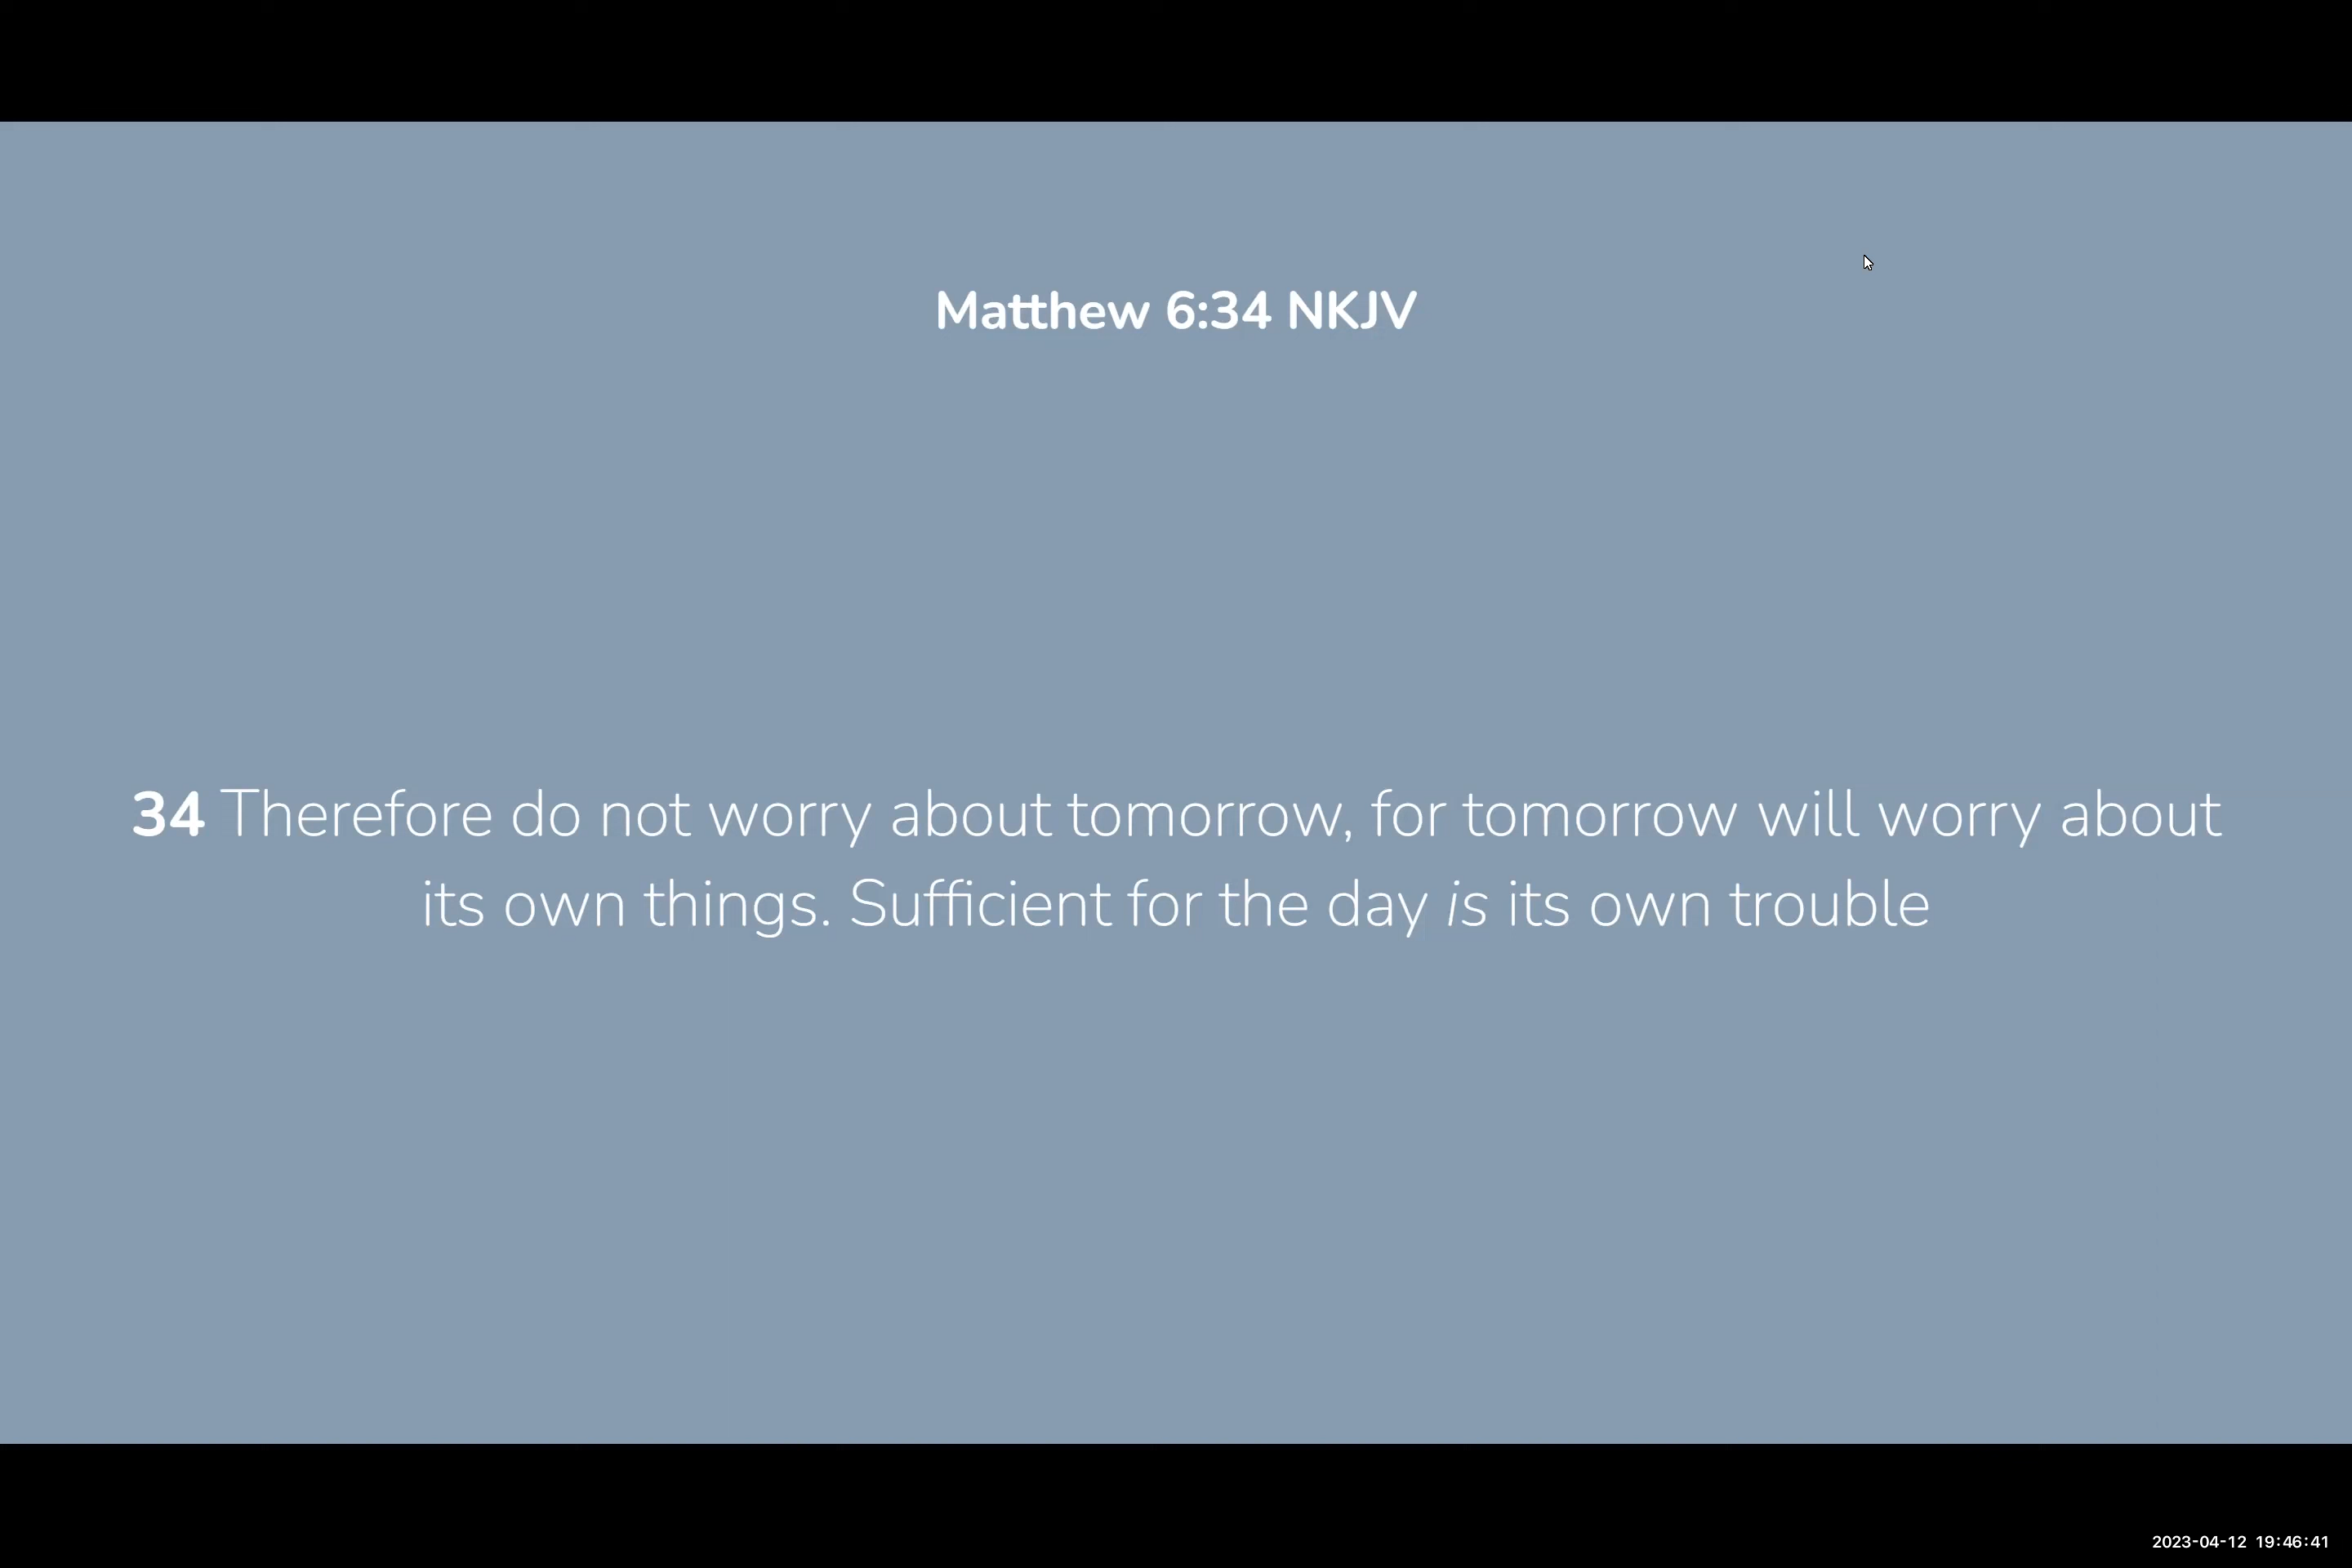 Matthew 6:34 NKJV
34 Therefore do not worry about tomorrow, for tomorrow will worry about
its own things. Sufficient for the day is its own trouble
2023-04-12 19:46:41